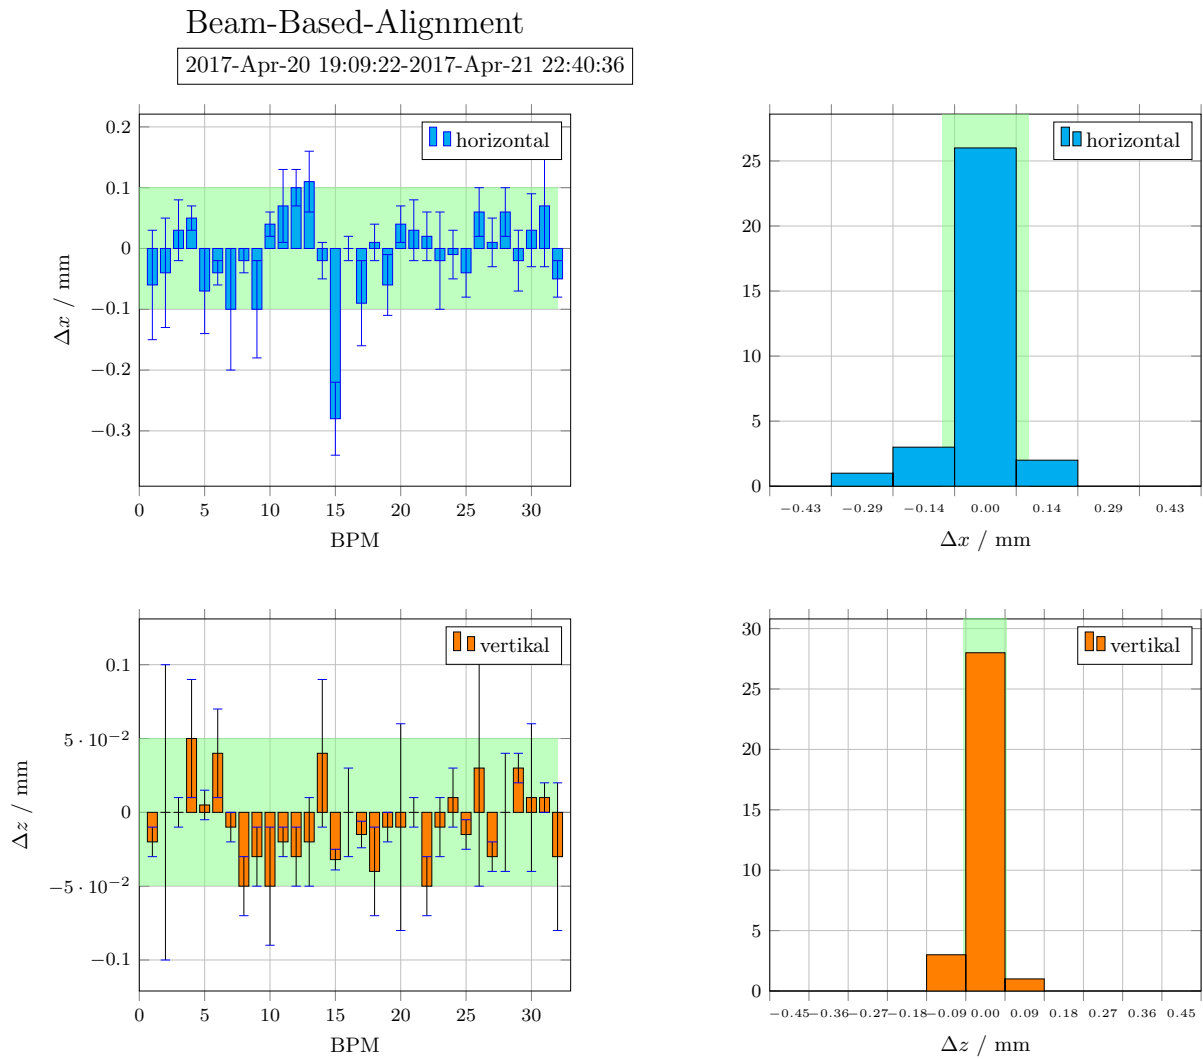 Beam-Based-Alignment
2017-Apr-20 19:09:22-2017-Apr-21 22:40:36
horizontal
0.2
0.1
0
−0.1
−0.2
−0.3
Δx / mm
0 5 10 15 20 25 30
BPM
horizontal
25
20
15
10
5
0
−0.43 −0.29 −0.14 0.00 0.14 0.29 0.43
Δx / mm
vertikal
0.1
5 · 10⁻²
0
−5 · 10⁻²
−0.1
Δz / mm
0 5 10 15 20 25 30
BPM
vertikal
30
25
20
15
10
5
0
−0.45 −0.36 −0.27 −0.18 −0.09 0.00 0.09 0.18 0.27 0.36 0.45
Δz / mm